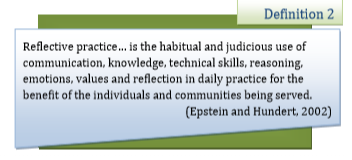 Definition 2
Reflective practice... is the habitual and judicious use of
communication, knowledge, technical skills, reasoning,
emotions, values and reflection in daily practice for the
benefit of the individuals and communities being served.
(Epstein and Hundert, 2002)